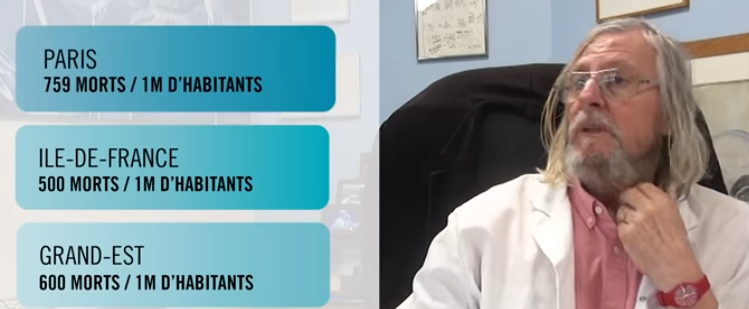 PARIS
759 MORTS / 1M D'HABITANTS
ILE-DE-FRANCE
500 MORTS / 1M D'HABITANTS
GRAND-EST
600 MORTS / 1M D'HABITANTS